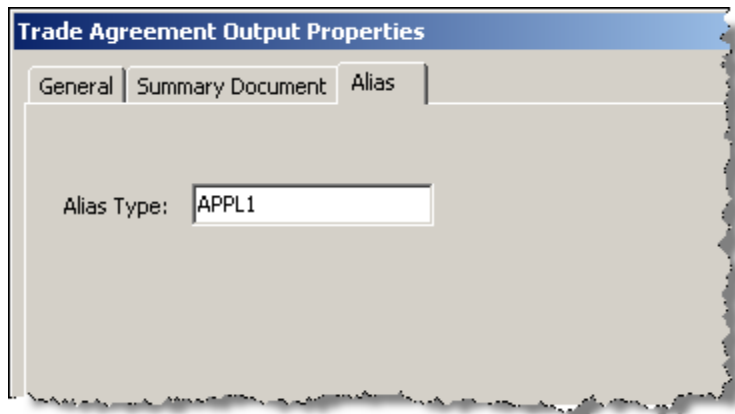 Trade Agreement Output Properties
General Summary Document Alias
Alias Type: APPL1